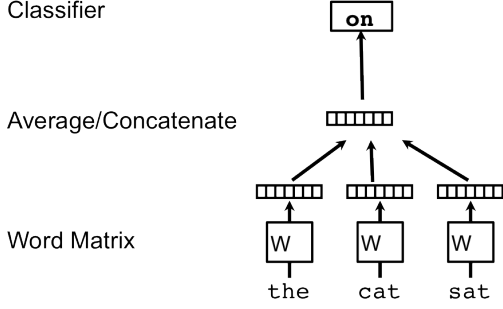 Classifier
on
Average/Concatenate
Word Matrix
W W W
the cat sat